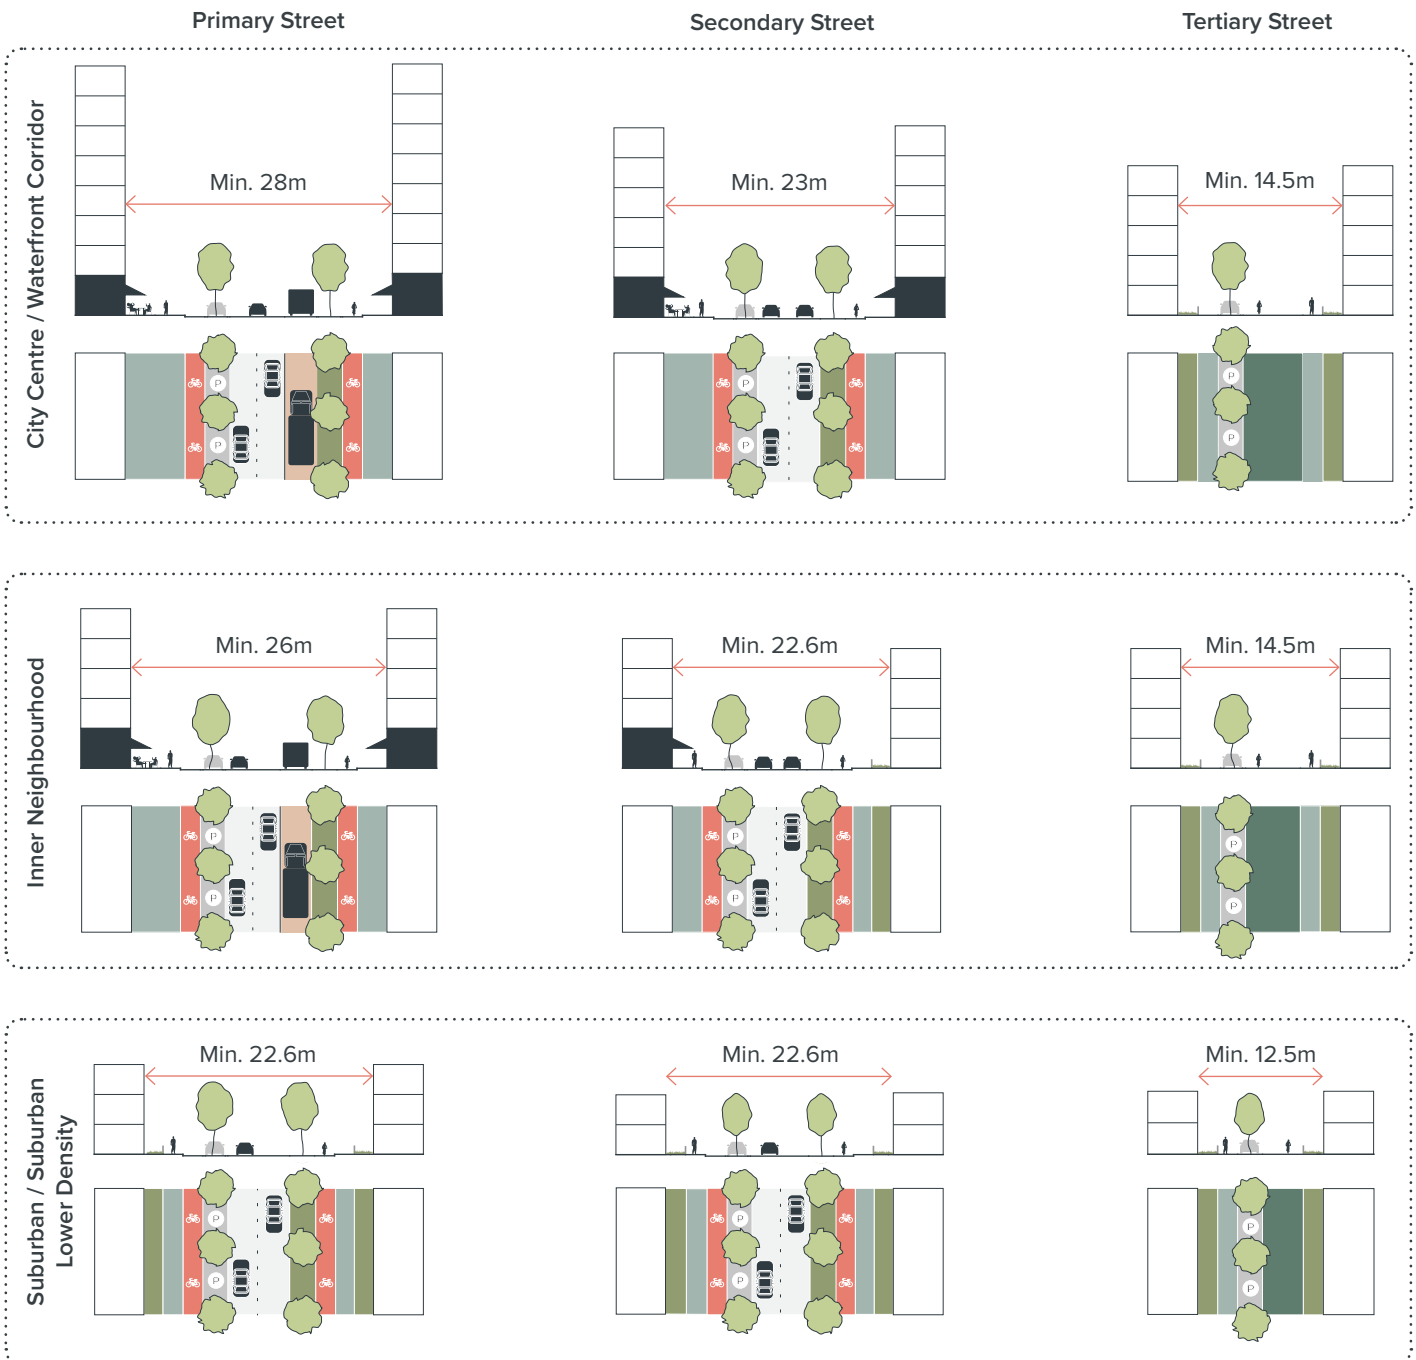 Primary Street
Secondary Street
Tertiary Street
City Centre / Waterfront Corridor
Min. 28m
Min. 23m
Min. 14.5m
P
P
P
P
P
P
Inner Neighbourhood
Min. 26m
Min. 22.6m
Min. 14.5m
P
P
P
P
P
P
Suburban / Suburban
Lower Density
Min. 22.6m
Min. 22.6m
Min. 12.5m
P
P
P
P
P
P